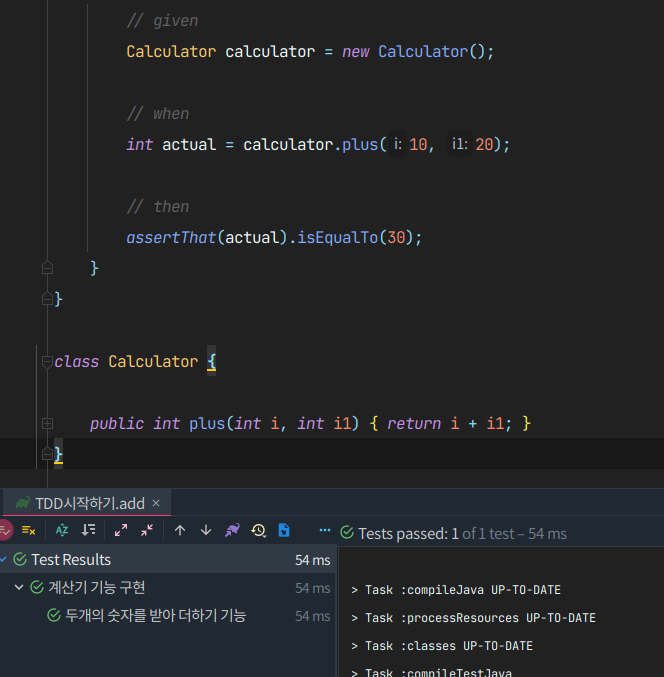 // given
Calculator calculator = new Calculator();
// when
int actual = calculator.plus( i: 10, i1: 20);
// then
assertThat(actual).isEqualTo(30);
}
}
class Calculator {
public int plus(int i, int i1) { return i + i1; }
}
TDD시작하기.add ×
Tests passed: 1 of 1 test – 54 ms
Test Results 54 ms
계산기 기능 구현 54 ms
두개의 숫자를 받아 더하기 기능 54 ms
> Task :compileJava UP-TO-DATE
> Task :processResources UP-TO-DATE
> Task :classes UP-TO-DATE
> Task :compileTestJava